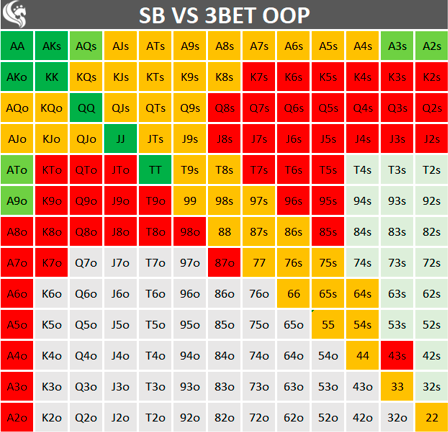 SB VS 3BET OOP
AA AKs AQs AJs ATs A9s A8s A7s A6s A5s A4s A3s A2s
AKo KK KQs KJs KTs K9s K8s K7s K6s K5s K4s K3s K2s
AQo KQo QQ QJs QTs Q9s Q8s Q7s Q6s Q5s Q4s Q3s Q2s
AJo KJo QJo JJ JTs J9s J8s J7s J6s J5s J4s J3s J2s
ATo KTo QTo JTo TT T9s T8s T7s T6s T5s T4s T3s T2s
A9o K9o Q9o J9o T9o 99 98s 97s 96s 95s 94s 93s 92s
A8o K8o Q8o J8o T8o 98o 88 87s 86s 85s 84s 83s 82s
A7o K7o Q7o J7o T7o 97o 87o 77 76s 75s 74s 73s 72s
A6o K6o Q6o J6o T6o 96o 86o 76o 66 65s 64s 63s 62s
A5o K5o Q5o J5o T5o 95o 85o 75o 65o 55 54s 53s 52s
A4o K4o Q4o J4o T4o 94o 84o 74o 64o 54o 44 43s 42s
A3o K3o Q3o J3o T3o 93o 83o 73o 63o 53o 43o 33 32s
A2o K2o Q2o J2o T2o 92o 82o 72o 62o 52o 42o 32o 22